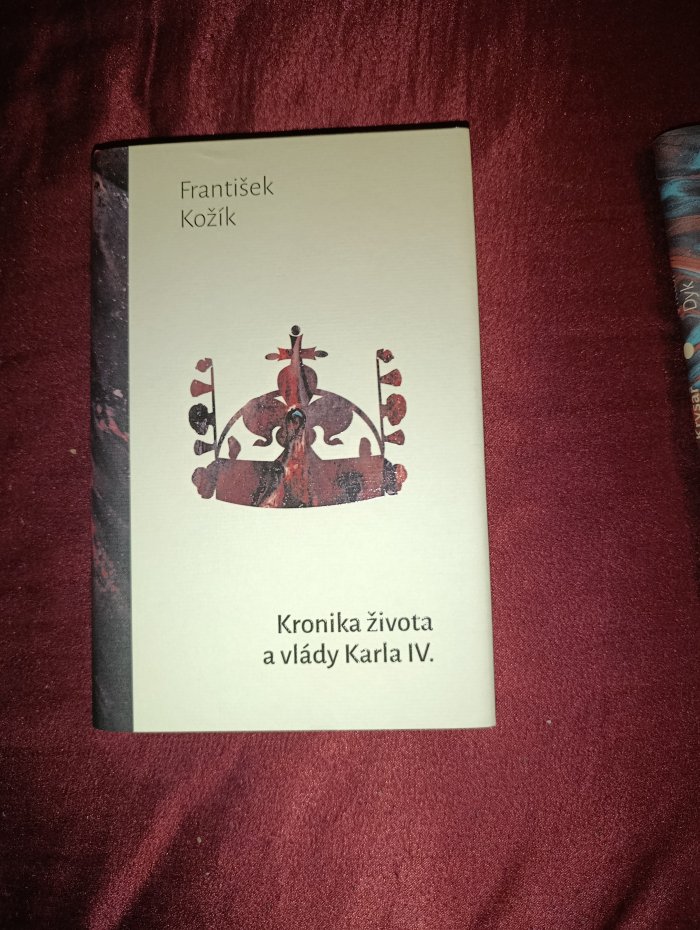 František
Kožík
Kronika života
a vlády Karla IV.
Dyk